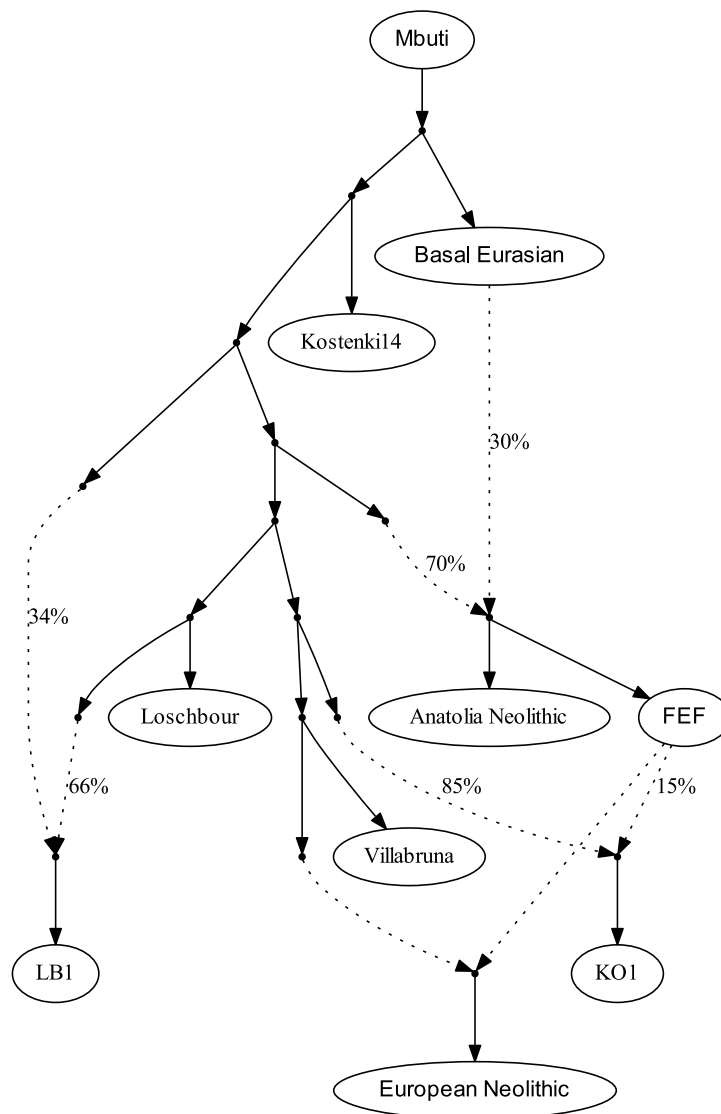 Mbuti
Basal Eurasian
Kostenki14
30%
70%
34%
Loschbour
Anatolia Neolithic
FEF
66%
85%
15%
Villabruna
LB1
KO1
European Neolithic